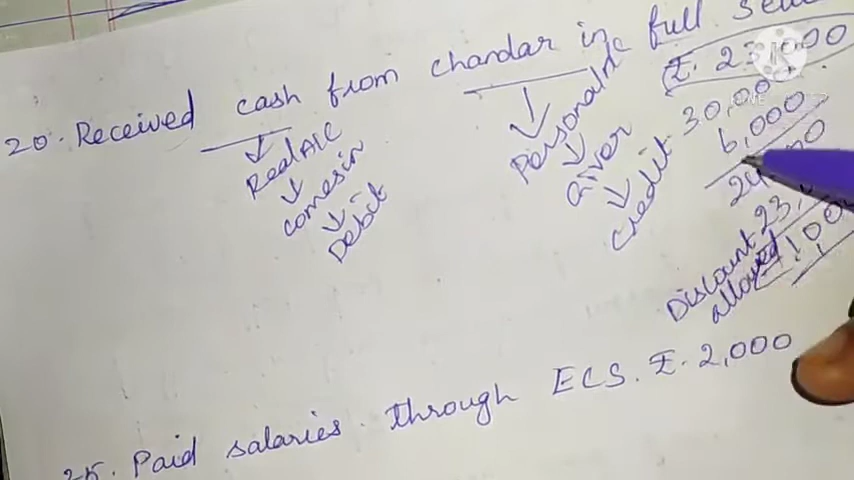 20. Received cash from chandar in full
₹. 23,000
Real A/c
comes in
Debit
Personal A/c
Giver
Credit
30,000
6,000
Discount
allowed
25. Paid salaries through ECS. ₹. 2,000